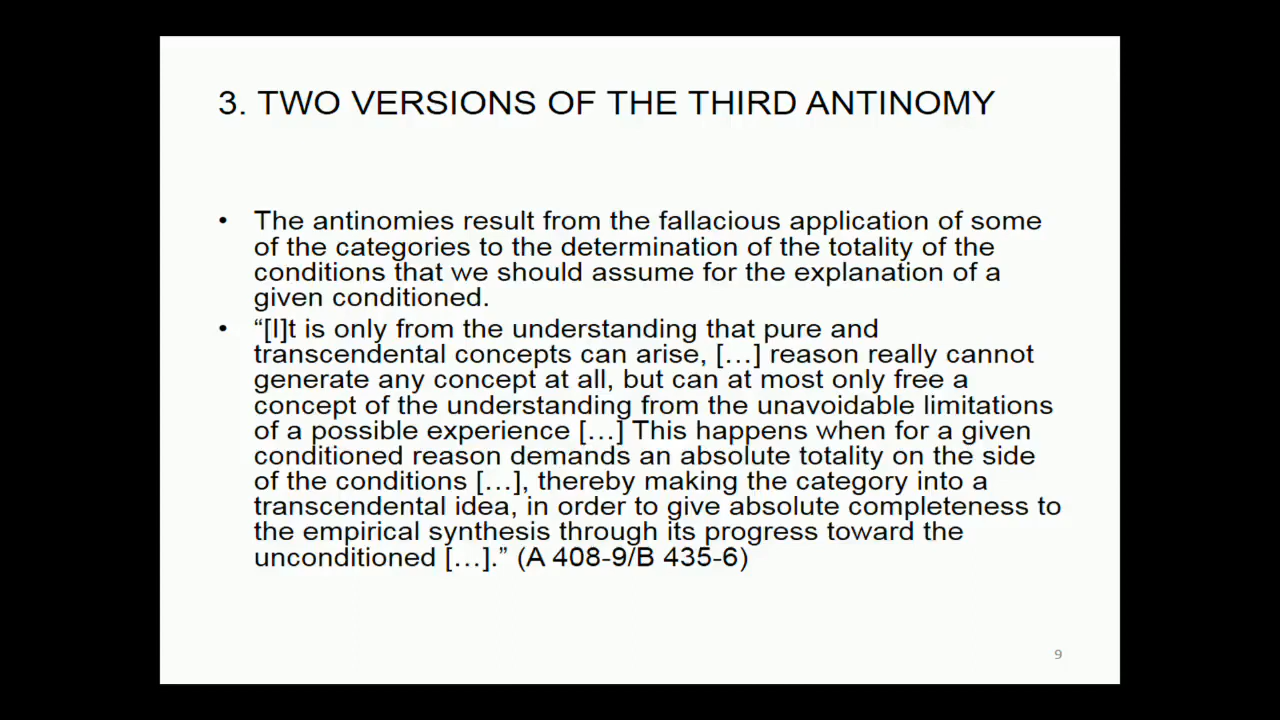 3. TWO VERSIONS OF THE THIRD ANTINOMY
• The antinomies result from the fallacious application of some
of the categories to the determination of the totality of the
conditions that we should assume for the explanation of a
given conditioned.
• “[I]t is only from the understanding that pure and
transcendental concepts can arise, […] reason really cannot
generate any concept at all, but can at most only free a
concept of the understanding from the unavoidable limitations
of a possible experience […] This happens when for a given
conditioned reason demands an absolute totality on the side
of the conditions […], thereby making the category into a
transcendental idea, in order to give absolute completeness to
the empirical synthesis through its progress toward the
unconditioned […].” (A 408-9/B 435-6)
9